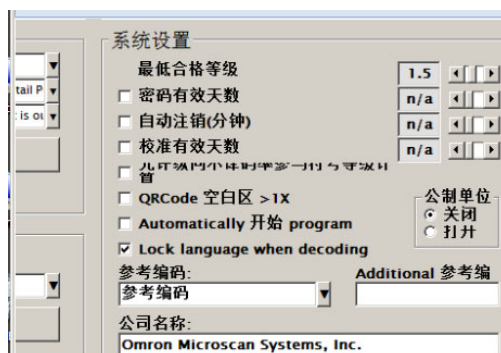 系统设置
最低合格等级 1.5
tail P
密码有效天数 n/a
is ou
自动注销(分钟) n/a
校准有效天数 n/a
QRCode 空白区 >1X
公制单位
关闭
Automatically 开始 program
打开
Lock language when decoding
参考编码:
Additional 参考编
参考编码
公司名称:
Omron Microscan Systems, Inc.